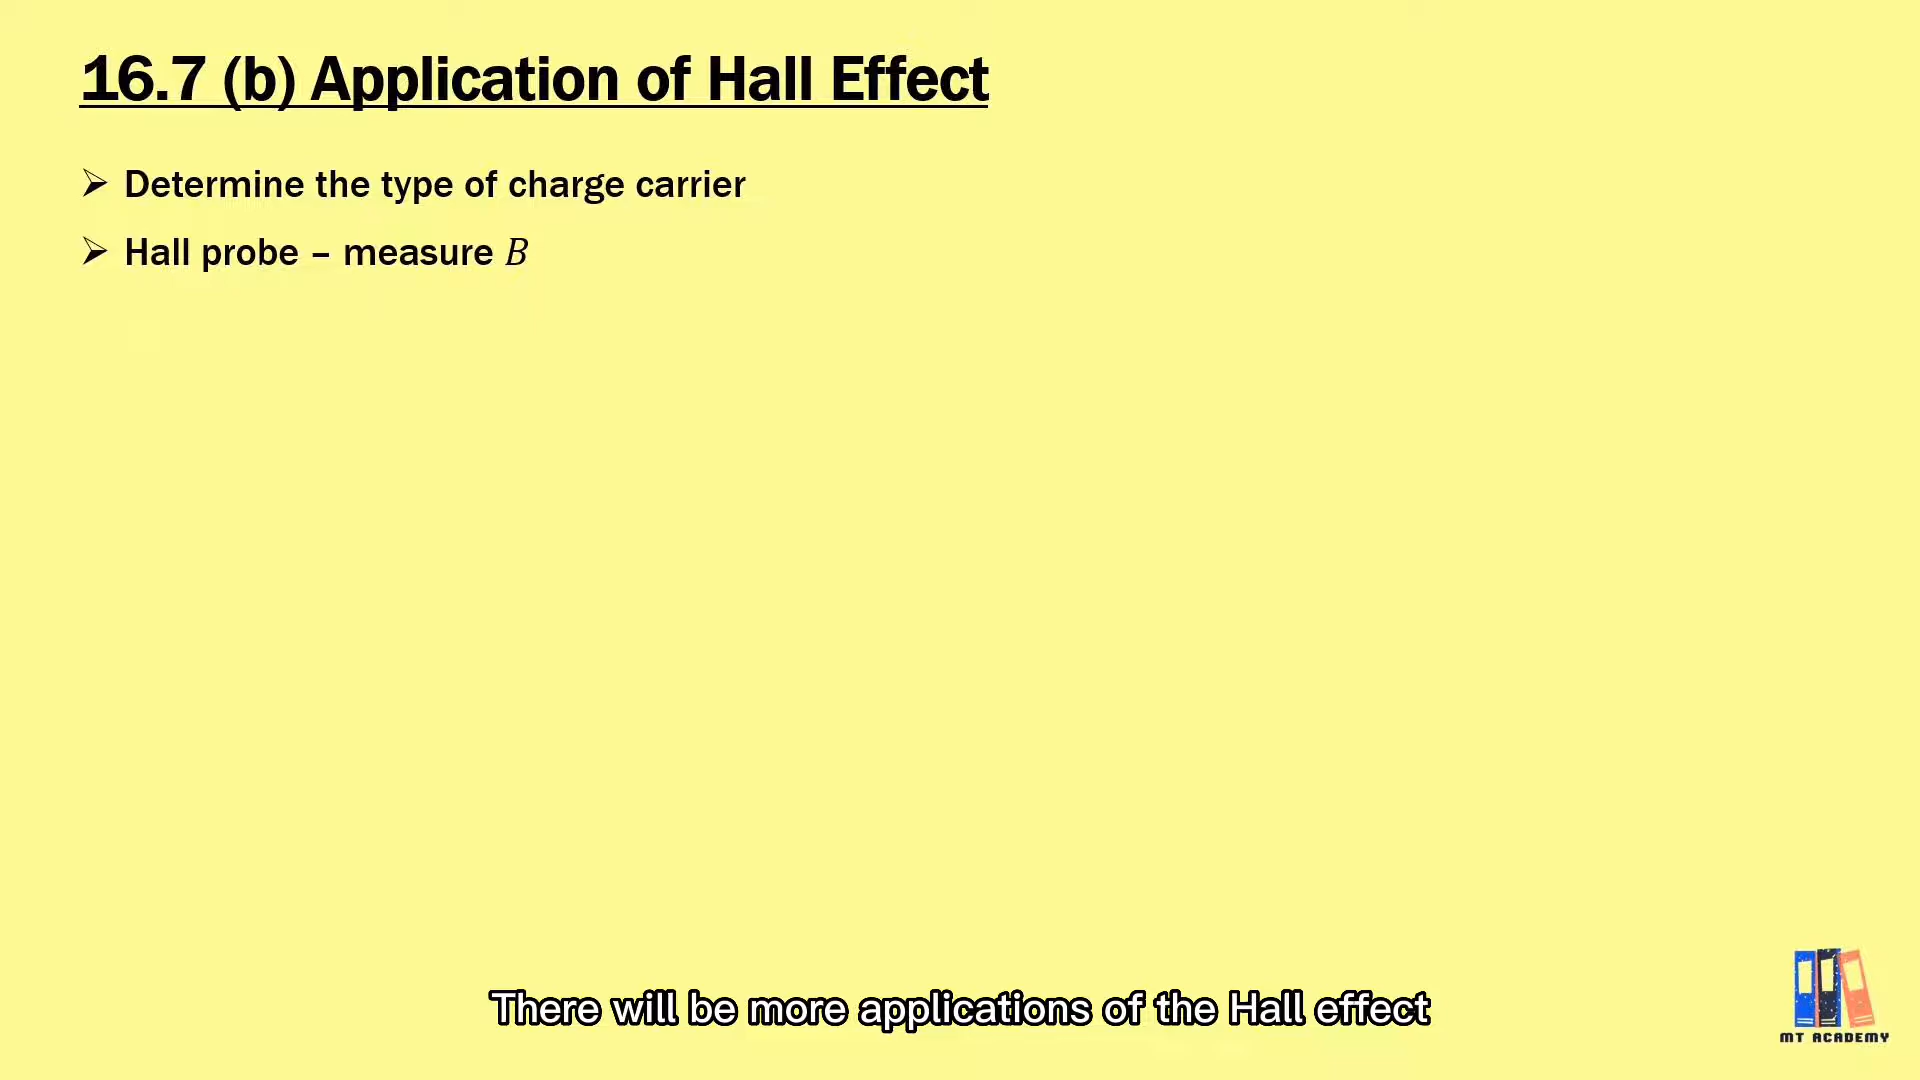 16.7 (b) Application of Hall Effect
➢ Determine the type of charge carrier
➢ Hall probe – measure B
There will be more applications of the Hall effect
MT ACADEMY